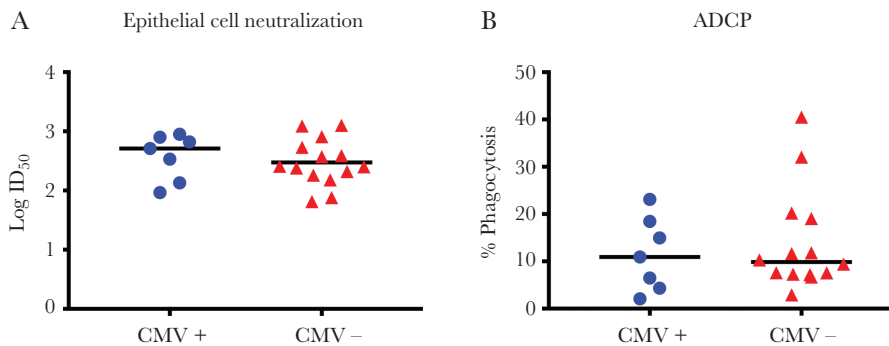 A
Epithelial cell neutralization
Log ID50
4
3
2
1
0
CMV +
CMV –
B
ADCP
% Phagocytosis
50
40
30
20
10
0
CMV +
CMV –